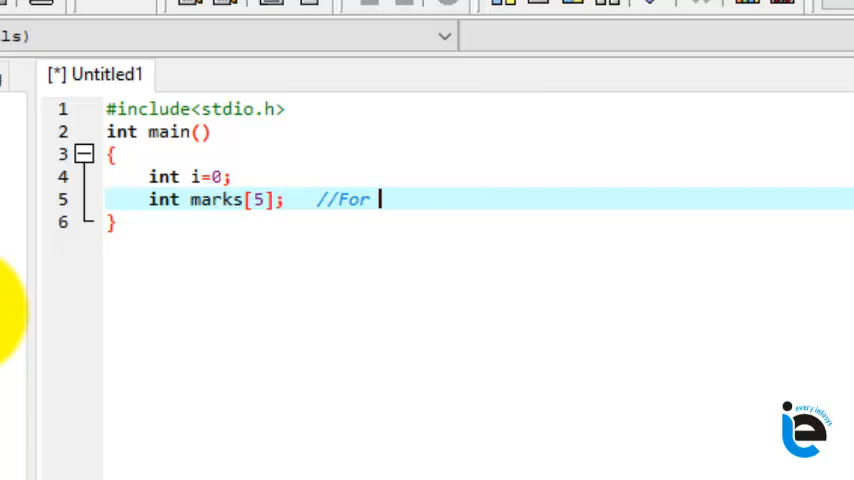 ls)
[*] Untitled1
1 #include<stdio.h>
2 int main()
3 {
4 int i=0;
5 int marks[5]; //For
6 }
every infosys